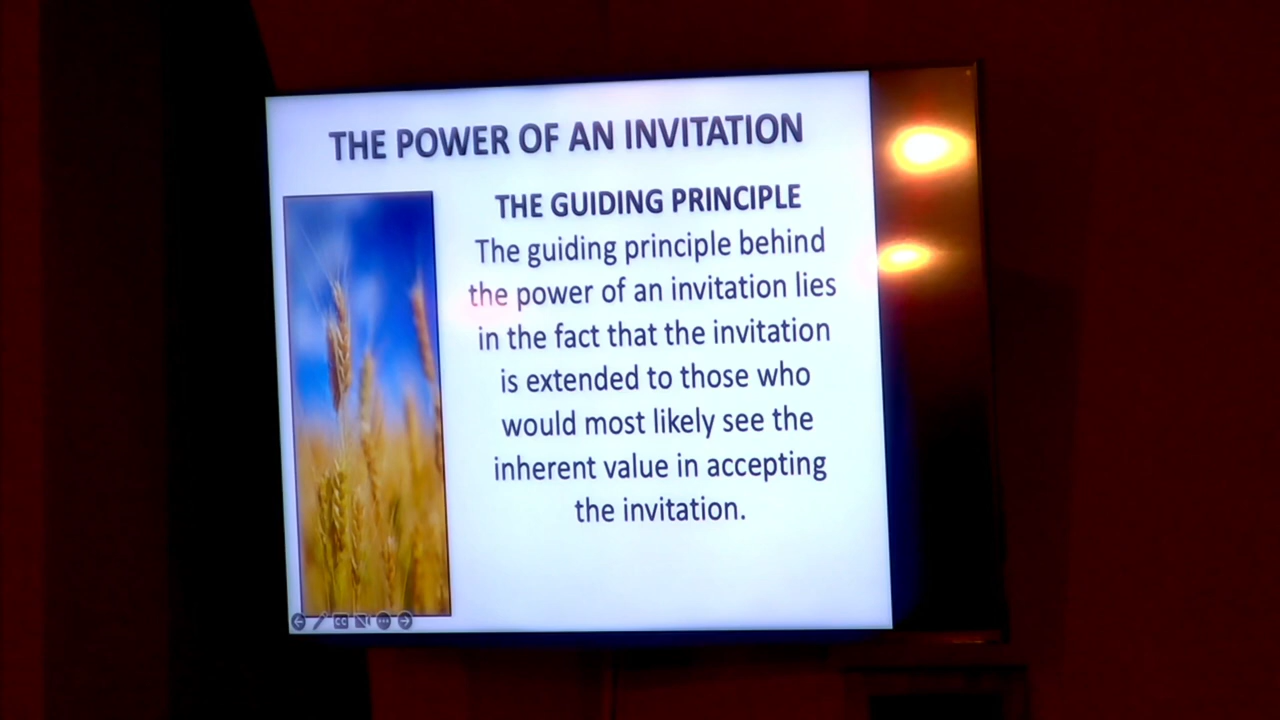 THE POWER OF AN INVITATION
THE GUIDING PRINCIPLE
The guiding principle behind
the power of an invitation lies
in the fact that the invitation
is extended to those who
would most likely see the
inherent value in accepting
the invitation.
CC